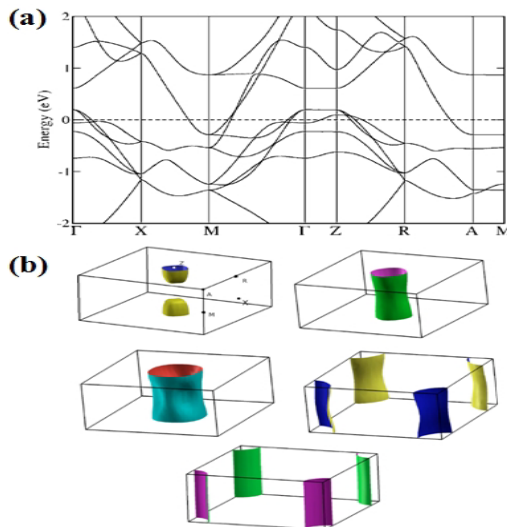 (a)
2
1
0
-1
-2
Energy (eV)
Γ X M Γ Z R A M
(b)
Z
R
A
X
M